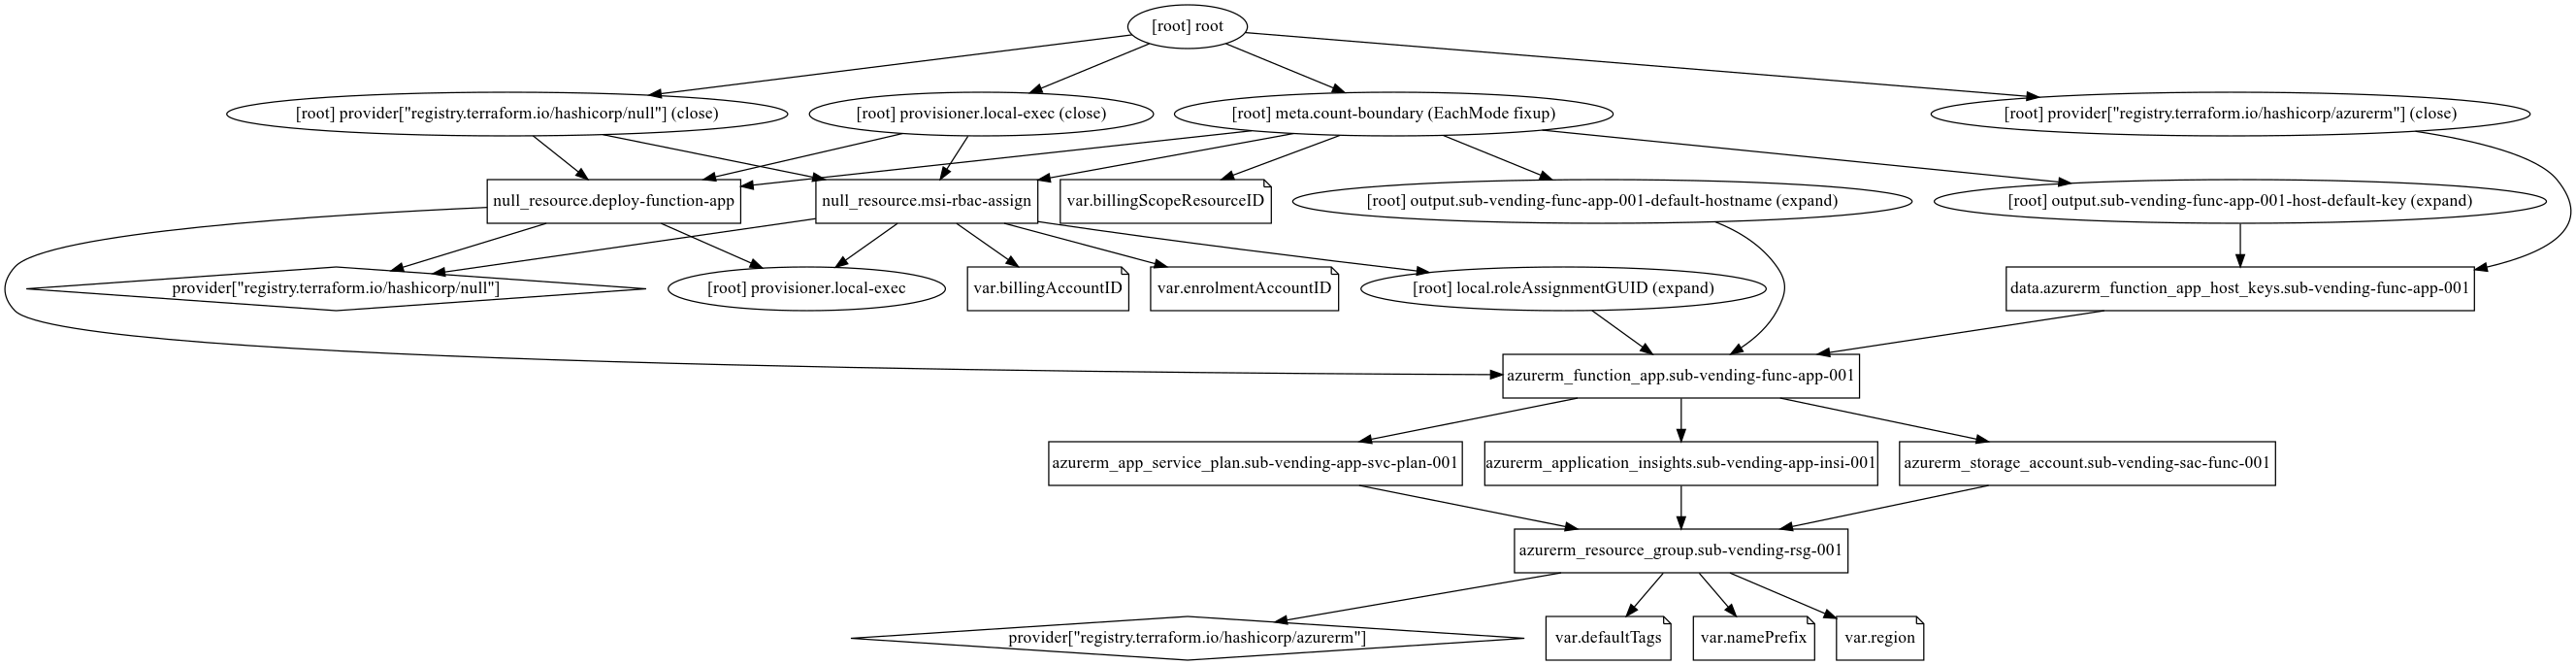 [root] root
[root] provider["registry.terraform.io/hashicorp/null"] (close)
[root] provisioner.local-exec (close)
[root] meta.count-boundary (EachMode fixup)
[root] provider["registry.terraform.io/hashicorp/azurerm"] (close)
null_resource.deploy-function-app
null_resource.msi-rbac-assign
var.billingScopeResourceID
[root] output.sub-vending-func-app-001-default-hostname (expand)
[root] output.sub-vending-func-app-001-host-default-key (expand)
provider["registry.terraform.io/hashicorp/null"]
[root] provisioner.local-exec
var.billingAccountID
var.enrolmentAccountID
[root] local.roleAssignmentGUID (expand)
data.azurerm_function_app_host_keys.sub-vending-func-app-001
azurerm_function_app.sub-vending-func-app-001
azurerm_app_service_plan.sub-vending-app-svc-plan-001
azurerm_application_insights.sub-vending-app-insi-001
azurerm_storage_account.sub-vending-sac-func-001
azurerm_resource_group.sub-vending-rsg-001
provider["registry.terraform.io/hashicorp/azurerm"]
var.defaultTags
var.namePrefix
var.region